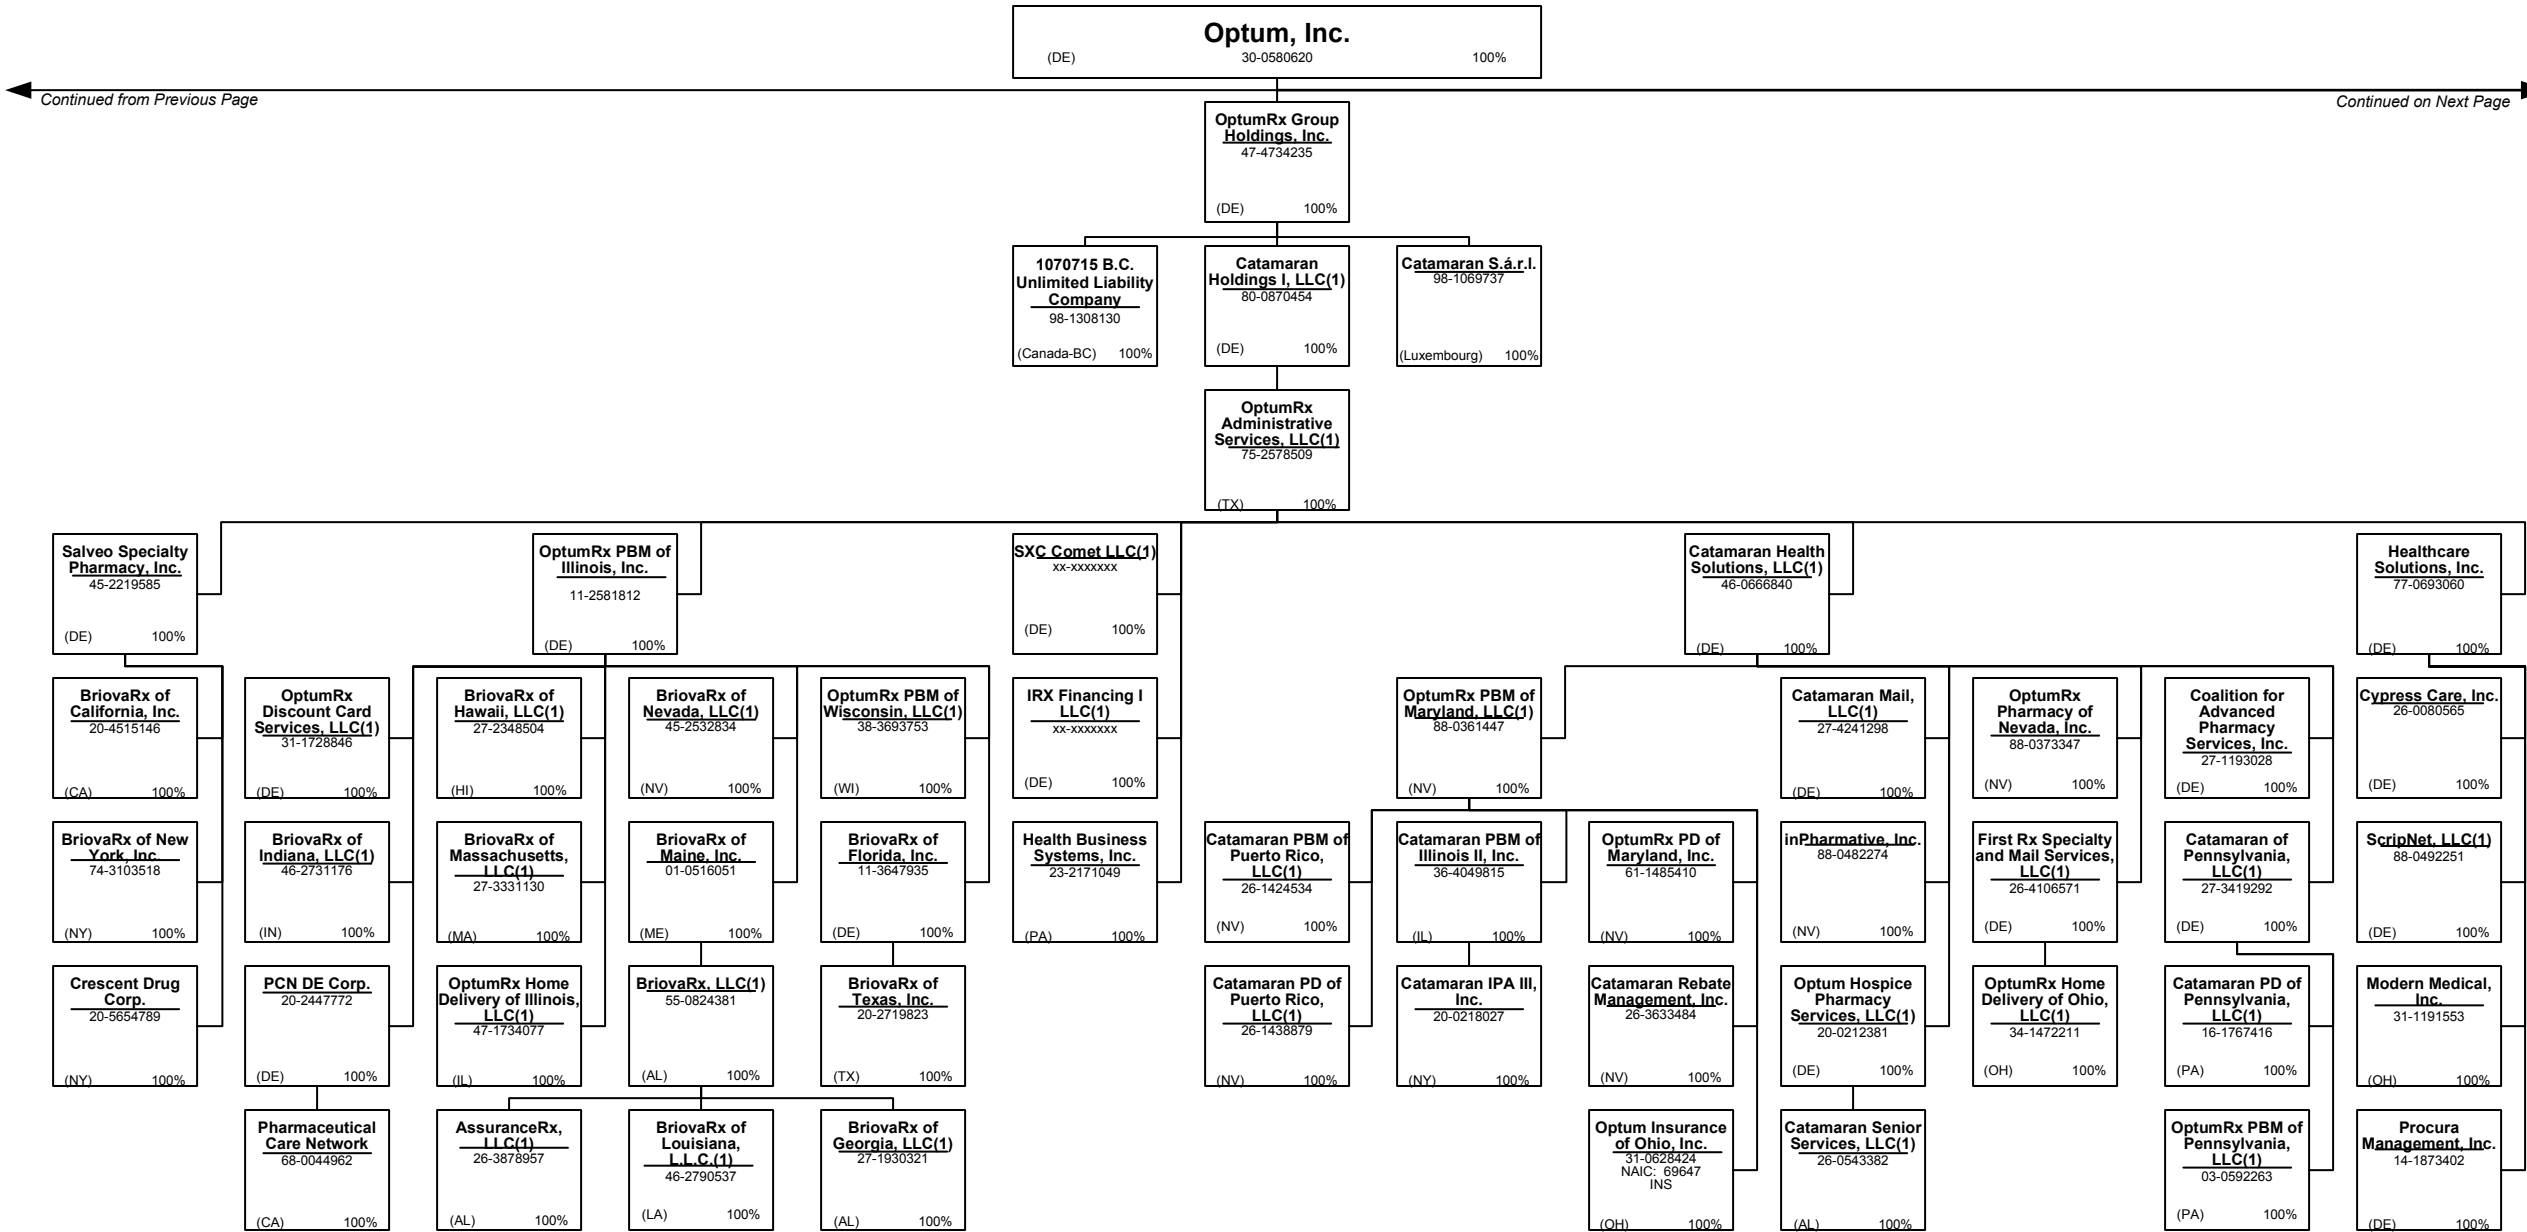 Optum, Inc.
30-0580620
(DE) 100%
Continued from Previous Page
Continued on Next Page
OptumRx Group
Holdings, Inc.
47-4734235
(DE) 100%
1070715 B.C.
Unlimited Liability
Company
98-1308130
(Canada-BC) 100%
Catamaran
Holdings I, LLC(1)
80-0870454
(DE) 100%
Catamaran S.á.r.l.
98-1069737
(Luxembourg) 100%
OptumRx
Administrative
Services, LLC(1)
75-2578509
(TX) 100%
Salveo Specialty
Pharmacy, Inc.
45-2219585
(DE) 100%
OptumRx PBM of
Illinois, Inc.
11-2581812
(DE) 100%
SXC Comet LLC(1)
xx-xxxxxxx
(DE) 100%
Catamaran Health
Solutions, LLC(1)
46-0666840
(DE) 100%
Healthcare
Solutions, Inc.
77-0693060
(DE) 100%
BriovaRx of
California, Inc.
20-4515146
(CA) 100%
OptumRx
Discount Card
Services, LLC(1)
31-1728846
(DE) 100%
BriovaRx of
Hawaii, LLC(1)
27-2348504
(HI) 100%
BriovaRx of
Nevada, LLC(1)
45-2532834
(NV) 100%
OptumRx PBM of
Wisconsin, LLC(1)
38-3693753
(WI) 100%
IRX Financing I
LLC(1)
xx-xxxxxxx
(DE) 100%
OptumRx PBM of
Maryland, LLC(1)
88-0361447
(NV) 100%
Catamaran Mail,
LLC(1)
27-4241298
(DE) 100%
OptumRx
Pharmacy of
Nevada, Inc.
88-0373347
(NV) 100%
Coalition for
Advanced
Pharmacy
Services, Inc.
27-1193028
(DE) 100%
Cypress Care, Inc.
26-0080565
(DE) 100%
BriovaRx of New
York, Inc.
74-3103518
(NY) 100%
BriovaRx of
Indiana, LLC(1)
46-2731176
(IN) 100%
BriovaRx of
Massachusetts,
LLC(1)
27-3331130
(MA) 100%
BriovaRx of
Maine, Inc.
01-0516051
(ME) 100%
BriovaRx of
Florida, Inc.
11-3647935
(DE) 100%
Health Business
Systems, Inc.
23-2171049
(PA) 100%
Catamaran PBM of
Puerto Rico,
LLC(1)
26-1424534
(NV) 100%
Catamaran PBM of
Illinois II, Inc.
36-4049815
(IL) 100%
OptumRx PD of
Maryland, Inc.
61-1485410
(NV) 100%
inPharmative, Inc.
88-0482274
(NV) 100%
First Rx Specialty
and Mail Services,
LLC(1)
26-4106571
(DE) 100%
Catamaran of
Pennsylvania,
LLC(1)
27-3419292
(DE) 100%
ScripNet, LLC(1)
88-0492251
(DE) 100%
Crescent Drug
Corp.
20-5654789
(NY) 100%
PCN DE Corp.
20-2447772
(DE) 100%
OptumRx Home
Delivery of Illinois,
LLC(1)
47-1734077
(IL) 100%
BriovaRx, LLC(1)
55-0824381
(AL) 100%
BriovaRx of
Texas, Inc.
20-2719823
(TX) 100%
Catamaran PD of
Puerto Rico,
LLC(1)
26-1438879
(NV) 100%
Catamaran IPA III,
Inc.
20-0218027
(NY) 100%
Catamaran Rebate
Management, Inc.
26-3633484
(NV) 100%
Optum Hospice
Pharmacy
Services, LLC(1)
20-0212381
(DE) 100%
OptumRx Home
Delivery of Ohio,
LLC(1)
34-1472211
(OH) 100%
Catamaran PD of
Pennsylvania,
LLC(1)
16-1767416
(PA) 100%
Modern Medical,
Inc.
31-1191553
(OH) 100%
Pharmaceutical
Care Network
68-0044962
(CA) 100%
AssuranceRx,
LLC(1)
26-3878957
(AL) 100%
BriovaRx of
Louisiana,
L.L.C.(1)
46-2790537
(LA) 100%
BriovaRx of
Georgia, LLC(1)
27-1930321
(AL) 100%
Optum Insurance
of Ohio, Inc.
31-0628424
NAIC: 69647
INS
(OH) 100%
Catamaran Senior
Services, LLC(1)
26-0543382
(AL) 100%
OptumRx PBM of
Pennsylvania,
LLC(1)
03-0592263
(PA) 100%
Procura
Management, Inc.
14-1873402
(DE) 100%